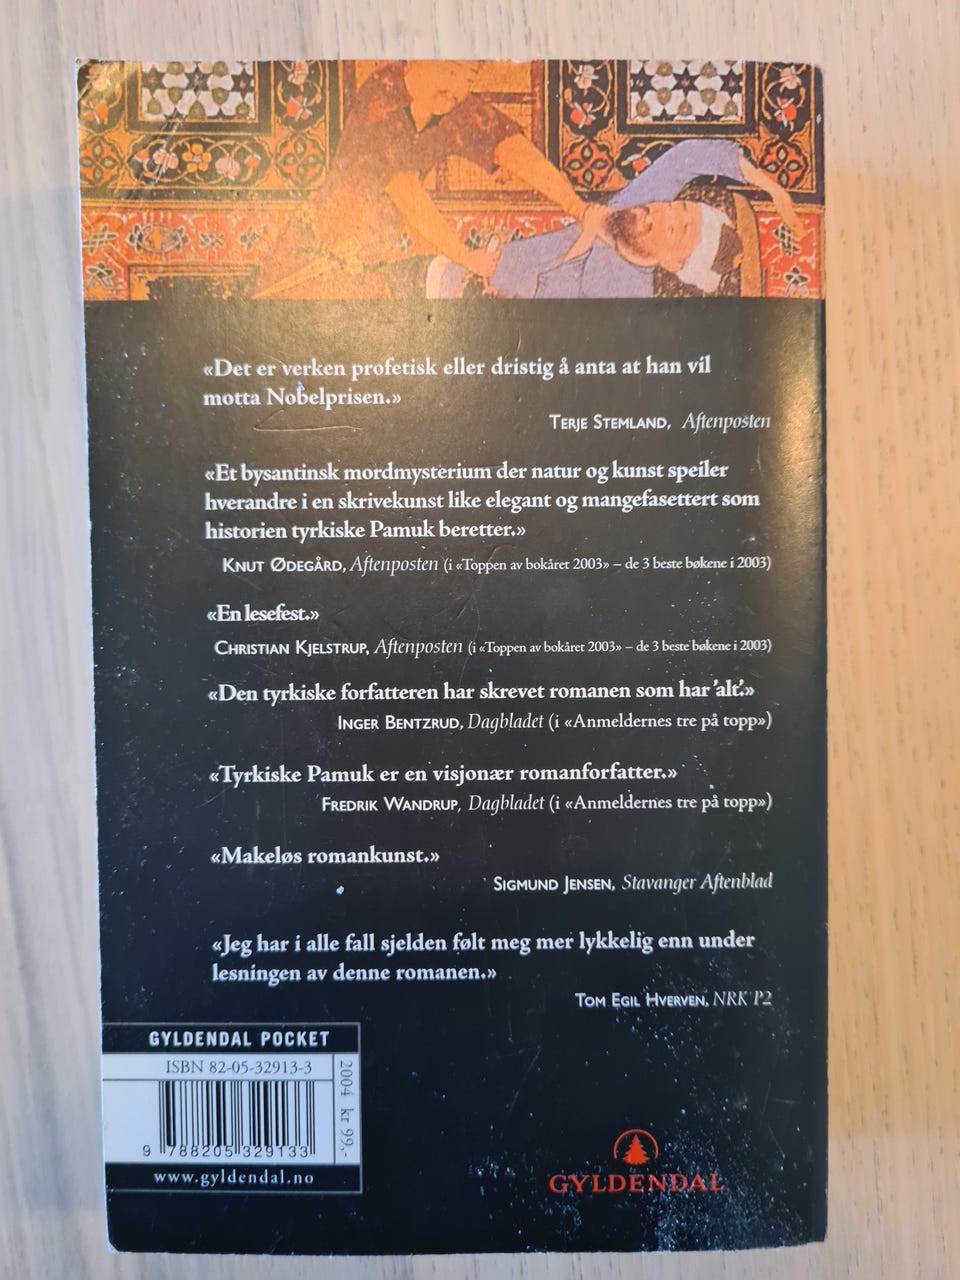 «Det er verken profetisk eller dristig å anta at han vil
motta Nobelprisen.»
TERJE STEMLAND, Aftenposten
«Et bysantinsk mordmysterium der natur og kunst speiler
hverandre i en skrivekunst like elegant og mangefasettert som
historien tyrkiske Pamuk beretter.»
KNUT ØDEGÅRD, Aftenposten (i «Toppen av bokåret 2003» – de 3 beste bøkene i 2003)
«En lesefest.»
CHRISTIAN KJELSTRUP, Aftenposten (i «Toppen av bokåret 2003» – de 3 beste bøkene i 2003)
«Den tyrkiske forfatteren har skrevet romanen som har 'alt'.»
INGER BENTZRUD, Dagbladet (i «Anmeldernes tre på topp»)
«Tyrkiske Pamuk er en visjonær romanforfatter.»
FREDRIK WANDRUP, Dagbladet (i «Anmeldernes tre på topp»)
«Makeløs romankunst.»
SIGMUND JENSEN, Stavanger Aftenblad
«Jeg har i alle fall sjelden følt meg mer lykkelig enn under
lesningen av denne romanen.»
TOM EGIL HVERVEN, NRK P2
GYLDENDAL POCKET
ISBN 82-05-32913-3
2004 kr 99,-
9 788205 329133
www.gyldendal.no
GYLDENDAL